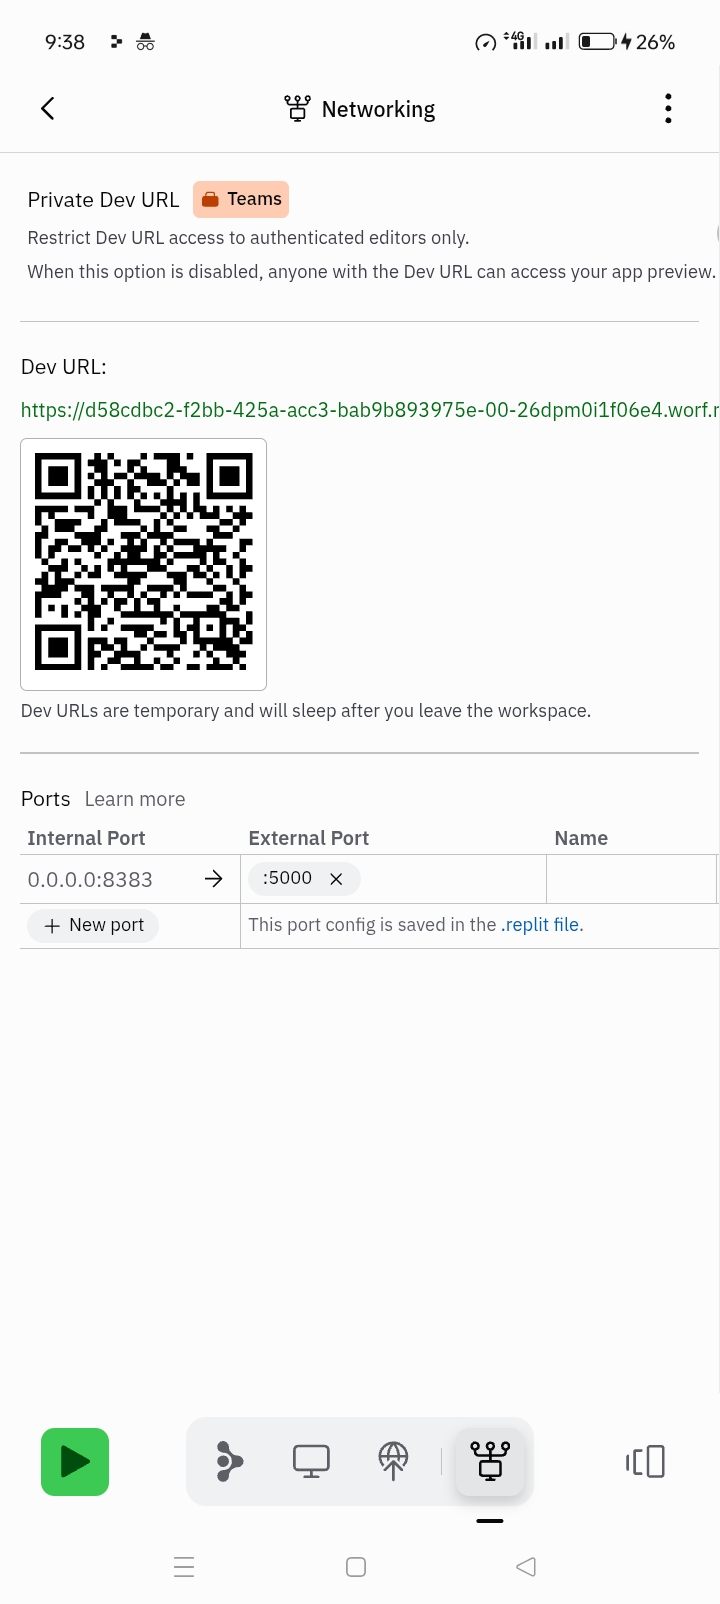 9:38
4G
26%
Networking
Private Dev URL Teams
Restrict Dev URL access to authenticated editors only.
When this option is disabled, anyone with the Dev URL can access your app preview.
Dev URL:
https://d58cdbc2-f2bb-425a-acc3-bab9b893975e-00-26dpm0i1f06e4.worf.r
Dev URLs are temporary and will sleep after you leave the workspace.
Ports Learn more
Internal Port External Port Name
0.0.0.0:8383 → :5000 ×
+ New port This port config is saved in the .replit file.